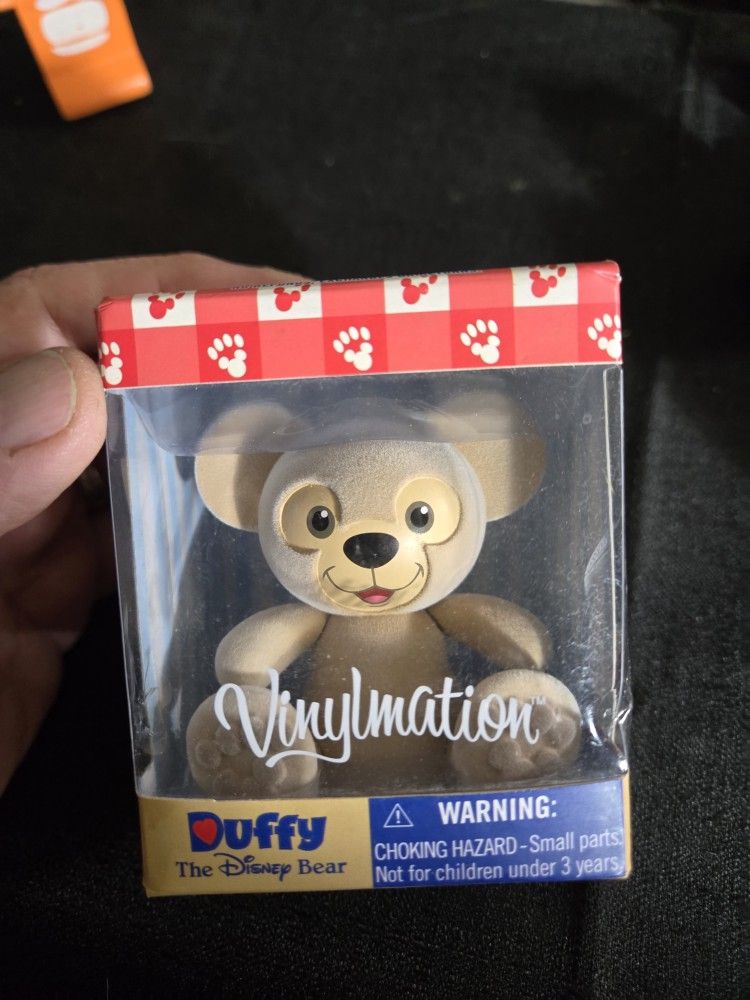 Vinylmation™
Duffy
The Disney Bear
WARNING:
CHOKING HAZARD - Small parts.
Not for children under 3 years.